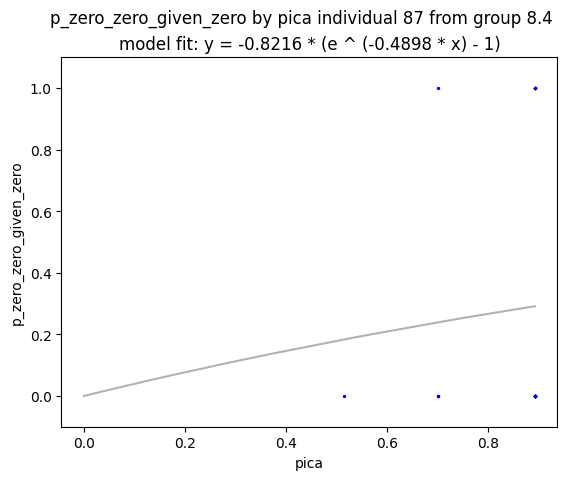 p_zero_zero_given_zero by pica individual 87 from group 8.4
model fit: y = -0.8216 * (e ^ (-0.4898 * x) - 1)
1.0
0.8
0.6
0.4
0.2
0.0
p_zero_zero_given_zero
0.0 0.2 0.4 0.6 0.8
pica